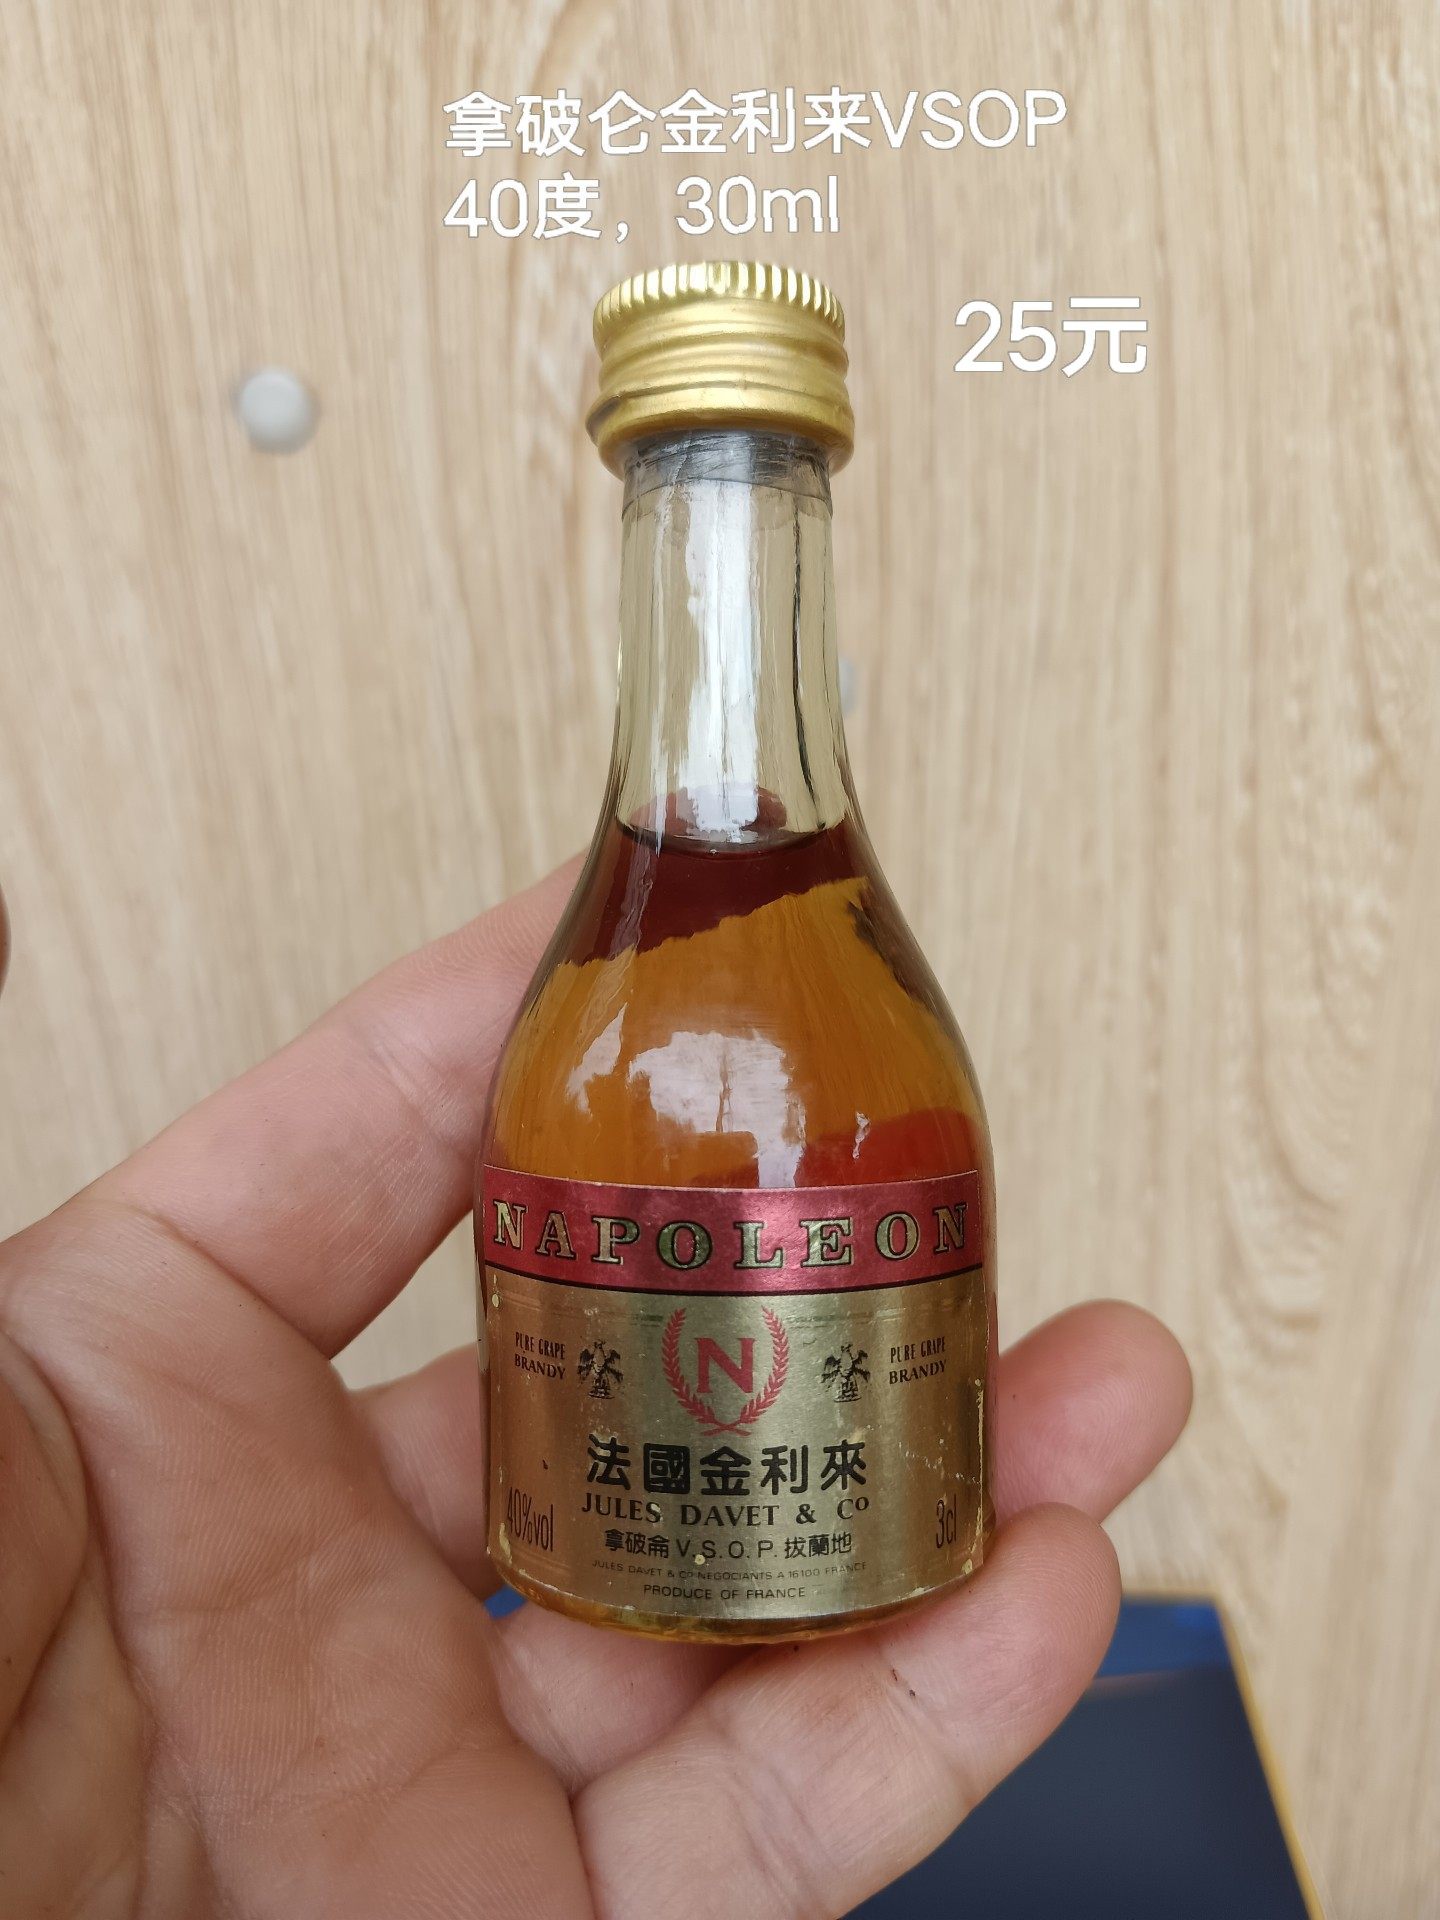 拿破仑金利来VSOP
40度，30ml
25元
NAPOLEON
PURE GRAPE
BRANDY
N
PURE GRAPE
BRANDY
法國金利來
JULES DAVET & Cº
40%vol
3cl
拿破侖 V.S.O.P. 拔蘭地
JULES DAVET & Cº NEGOCIANTS A 16100 FRANCE
PRODUCE OF FRANCE